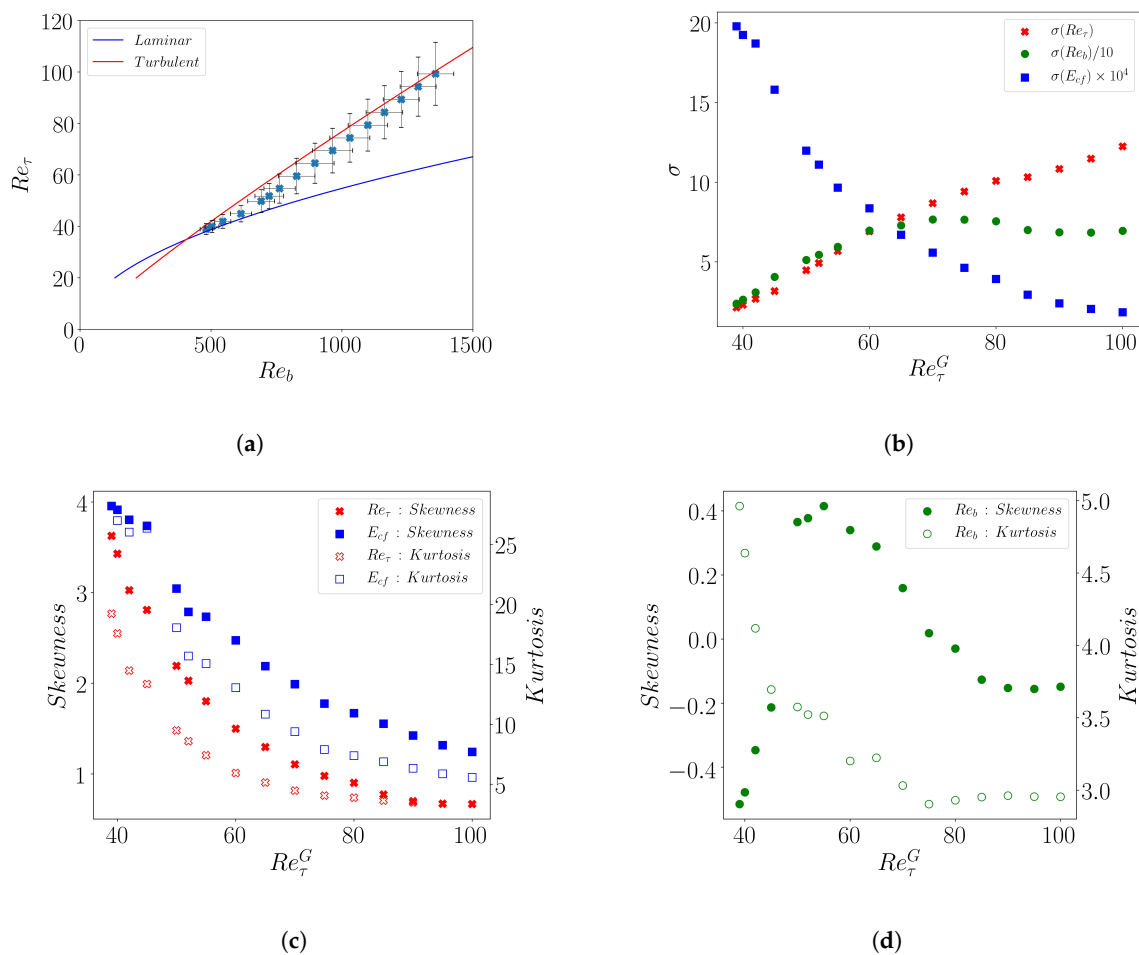 120
100
80
60
40
20
0
Re_τ
Laminar
Turbulent
0 500 1000 1500
Re_b
(a)
20
15
10
5
σ
σ(Re_τ)
σ(Re_b)/10
σ(E_cf) × 10^4
40 60 80 100
Re_τ^G
(b)
4
3
2
1
Skewness
Re_τ : Skewness
E_cf : Skewness
Re_τ : Kurtosis
E_cf : Kurtosis
25
20
15
10
5
Kurtosis
40 60 80 100
Re_τ^G
(c)
0.4
0.2
0.0
−0.2
−0.4
Skewness
Re_b : Skewness
Re_b : Kurtosis
5.0
4.5
4.0
3.5
3.0
Kurtosis
40 60 80 100
Re_τ^G
(d)